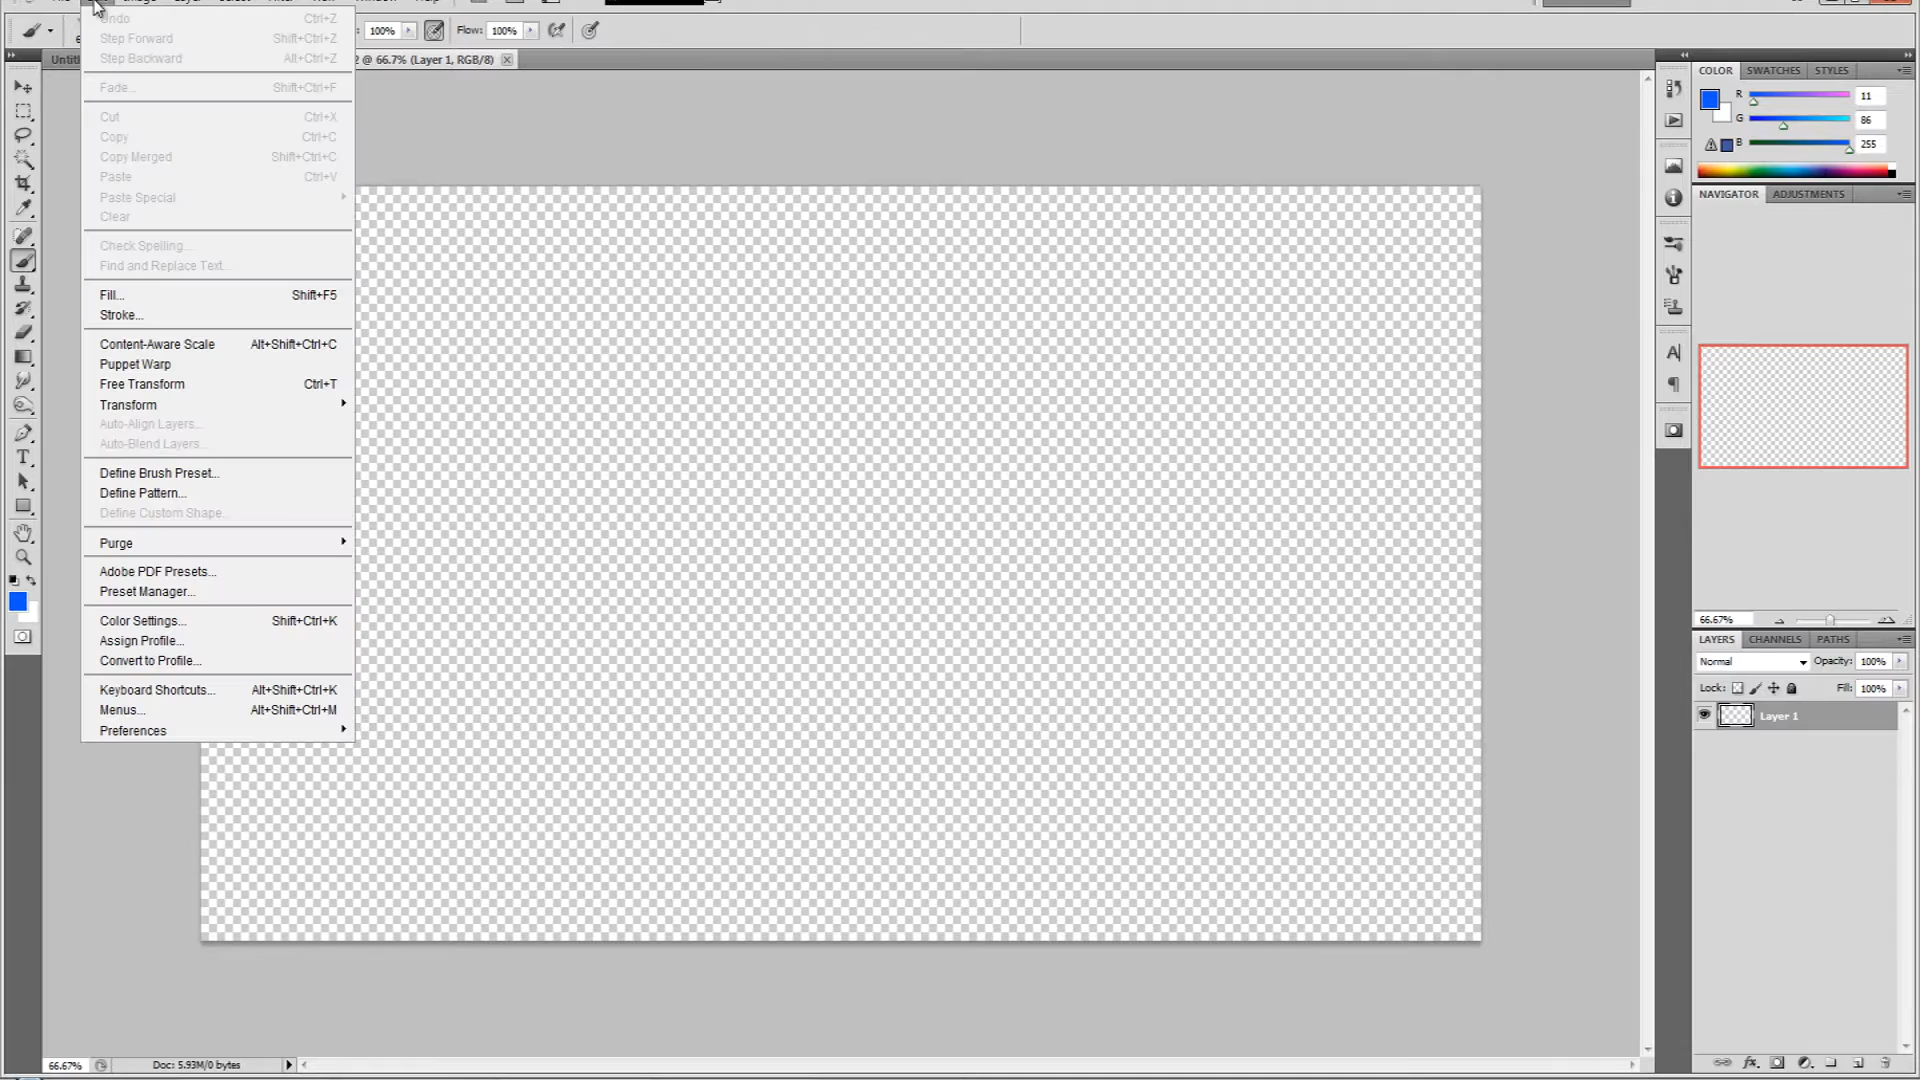 Undo Ctrl+Z
Step Forward Shift+Ctrl+Z
Step Backward Alt+Ctrl+Z
Fade... Shift+Ctrl+F
Cut Ctrl+X
Copy Ctrl+C
Copy Merged Shift+Ctrl+C
Paste Ctrl+V
Paste Special
Clear
Check Spelling...
Find and Replace Text...
Fill... Shift+F5
Stroke...
Content-Aware Scale Alt+Shift+Ctrl+C
Puppet Warp
Free Transform Ctrl+T
Transform
Auto-Align Layers...
Auto-Blend Layers...
Define Brush Preset...
Define Pattern...
Define Custom Shape...
Purge
Adobe PDF Presets...
Preset Manager...
Color Settings... Shift+Ctrl+K
Assign Profile...
Convert to Profile...
Keyboard Shortcuts... Alt+Shift+Ctrl+K
Menus... Alt+Shift+Ctrl+M
Preferences
100% Flow: 100%
2 @ 66.7% (Layer 1, RGB/8)
COLOR SWATCHES STYLES
R 11
G 86
B 255
NAVIGATOR ADJUSTMENTS
66.67%
LAYERS CHANNELS PATHS
Normal Opacity: 100%
Lock: Fill: 100%
Layer 1
66.67% Doc: 5.93M/0 bytes